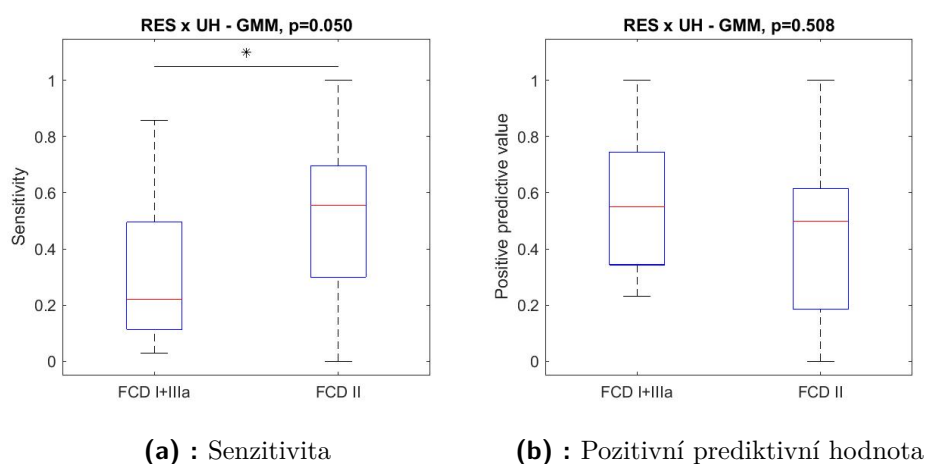 RES x UH - GMM, p=0.050
*
Sensitivity
1
0.8
0.6
0.4
0.2
0
FCD I+IIIa FCD II
(a) : Senzitivita
RES x UH - GMM, p=0.508
Positive predictive value
1
0.8
0.6
0.4
0.2
0
FCD I+IIIa FCD II
(b) : Pozitivní prediktivní hodnota